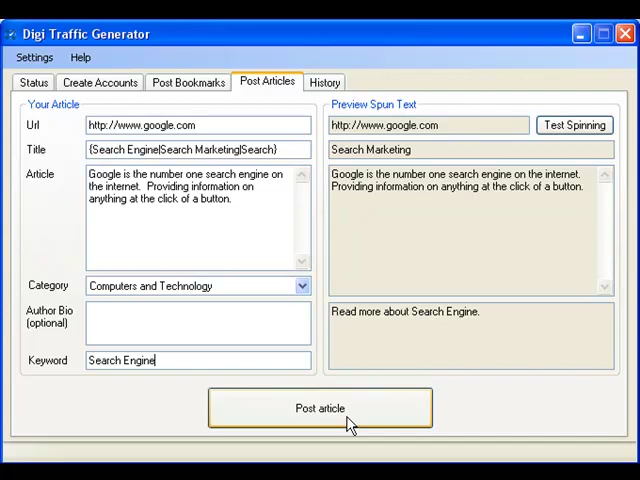 Digi Traffic Generator
Settings Help
Status Create Accounts Post Bookmarks Post Articles History
Your Article
Url http://www.google.com
Title {Search Engine|Search Marketing|Search}
Article Google is the number one search engine on
the internet.  Providing information on
anything at the click of a button.
Category Computers and Technology
Author Bio
(optional)
Keyword Search Engine
Preview Spun Text
http://www.google.com Test Spinning
Search Marketing
Google is the number one search engine on the internet.
Providing information on anything at the click of a button.
Read more about Search Engine.
Post article